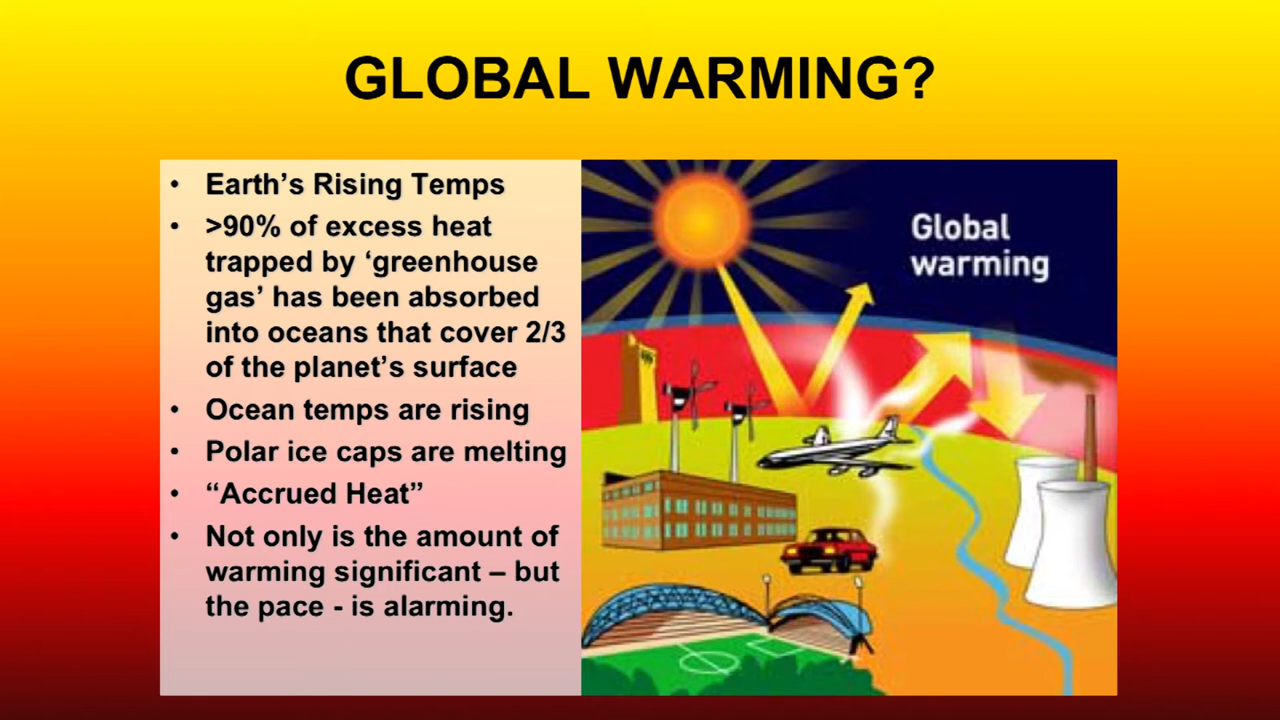 GLOBAL WARMING?
• Earth’s Rising Temps
• >90% of excess heat
trapped by ‘greenhouse
gas’ has been absorbed
into oceans that cover 2/3
of the planet’s surface
• Ocean temps are rising
• Polar ice caps are melting
• “Accrued Heat”
• Not only is the amount of
warming significant – but
the pace - is alarming.
Global
warming